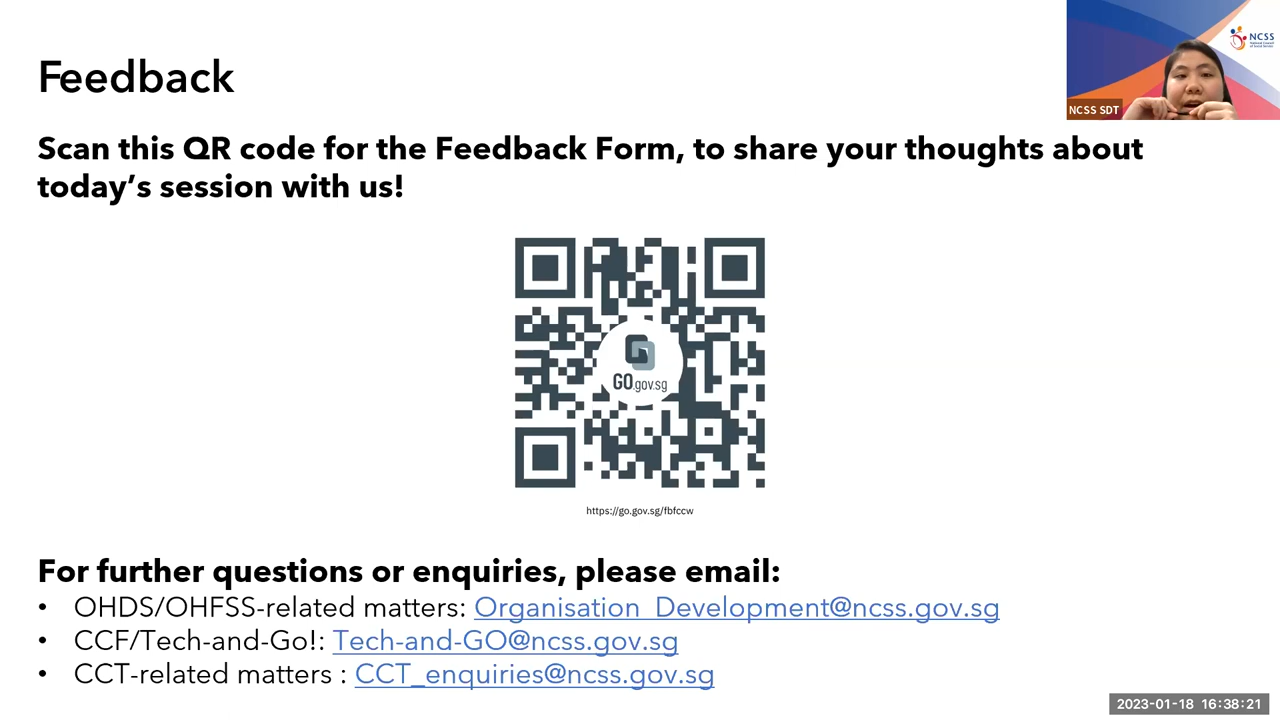 Feedback
NCSS
NCSS SDT
Scan this QR code for the Feedback Form, to share your thoughts about
today’s session with us!
GO.gov.sg
https://go.gov.sg/fbfccw
For further questions or enquiries, please email:
• OHDS/OHFSS-related matters: Organisation_Development@ncss.gov.sg
• CCF/Tech-and-Go!: Tech-and-GO@ncss.gov.sg
• CCT-related matters : CCT_enquiries@ncss.gov.sg
2023-01-18 16:38:21